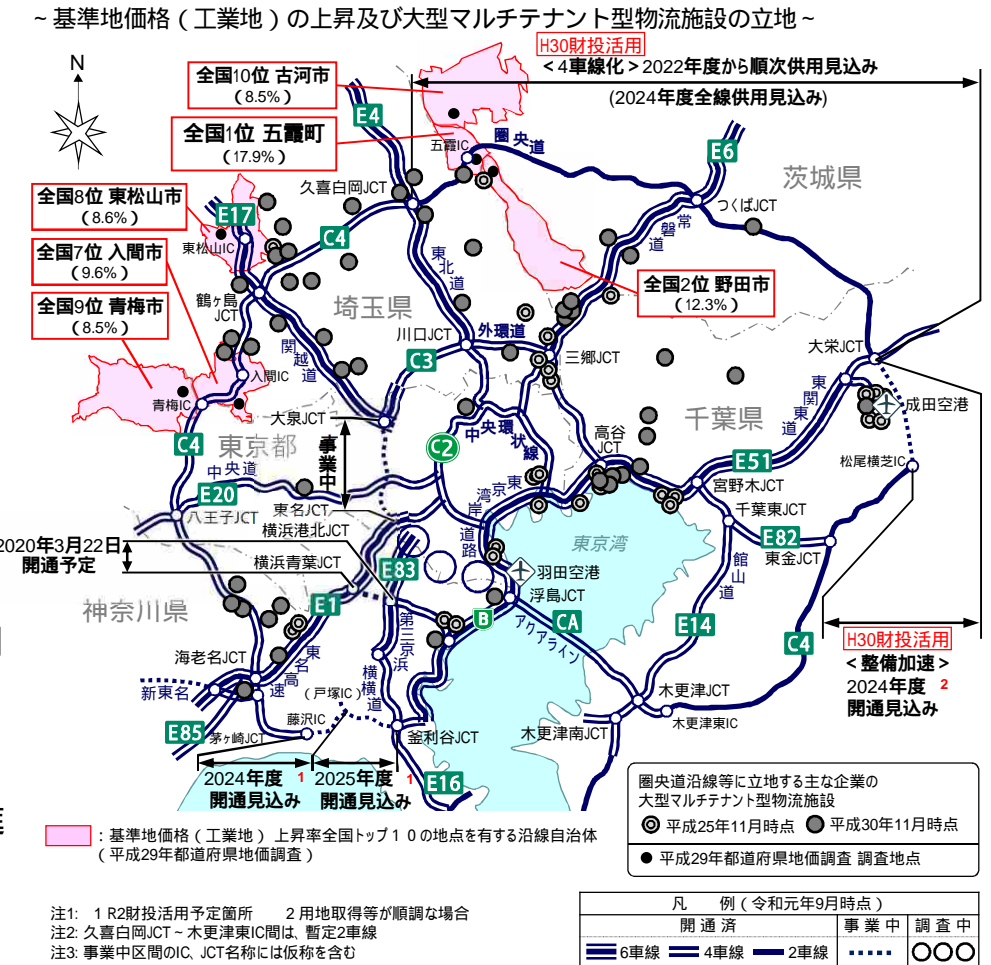 ~基準地価格(工業地)の上昇及び大型マルチテナント型物流施設の立地~
H30財投活用
<4車線化>2022年度から順次供用見込み
(2024年度全線供用見込み)
N
全国10位 古河市
(8.5%)
全国1位 五霞町
(17.9%)
全国8位 東松山市
(8.6%)
全国7位 入間市
(9.6%)
全国9位 青梅市
(8.5%)
全国2位 野田市
(12.3%)
E4
五霞IC
圏央道
E6
茨城県
久喜白岡JCT
つくばJCT
E17
東松山IC
C4
東北道
常磐道
鶴ヶ島
JCT
埼玉県
川口JCT
外環道
C3
三郷JCT
大栄JCT
関越道
入間IC
青梅IC
大泉JCT
東関東道
成田空港
千葉県
C4
東京都
事業中
C2
中央環状線
高谷
JCT
E51
松尾横芝IC
中央道
E20
東京湾岸道路
宮野木JCT
八王子JCT
東名JCT
千葉東JCT
横浜港北JCT
E82
2020年3月22日
開通予定
横浜青葉JCT
E83
東京湾
東金JCT
羽田空港
館山道
神奈川県
E1
浮島JCT
B
CA
アクアライン
E14
C4
第三京浜
H30財投活用
<整備加速>
2024年度 2
開通見込み
海老名JCT
東名高速
横横道
新東名
(戸塚IC)
木更津JCT
木更津東IC
木更津南JCT
藤沢IC
E85
茅ヶ崎JCT
釜利谷JCT
E16
2024年度 1
開通見込み
2025年度 1
開通見込み
圏央道沿線等に立地する主な企業の
大型マルチテナント型物流施設
平成25年11月時点 平成30年11月時点
平成29年都道府県地価調査 調査地点
:基準地価格(工業地) 上昇率全国トップ10の地点を有する沿線自治体
(平成29年都道府県地価調査)
注1: 1 R2財投活用予定箇所 2 用地取得等が順調な場合
注2: 久喜白岡JCT~木更津東IC間は、暫定2車線
注3: 事業中区間のIC、JCT名称には仮称を含む
凡 例(令和元年9月時点)
開通済 事業中 調査中
6車線 4車線 2車線